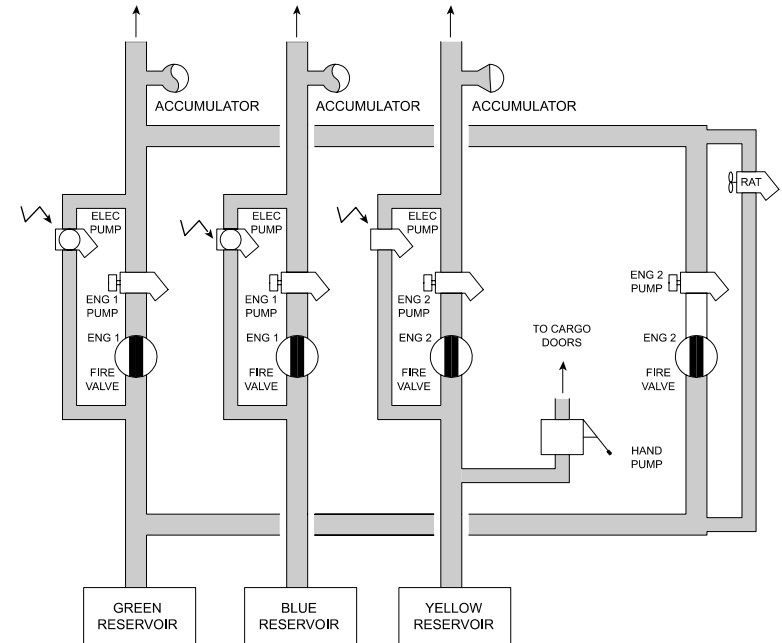 ACCUMULATOR
ACCUMULATOR
ACCUMULATOR
RAT
ELEC
PUMP
ELEC
PUMP
ELEC
PUMP
ENG 1
PUMP
ENG 1
PUMP
ENG 2
PUMP
ENG 2
PUMP
ENG 1
FIRE
VALVE
ENG 1
FIRE
VALVE
ENG 2
FIRE
VALVE
TO CARGO
DOORS
ENG 2
FIRE
VALVE
HAND
PUMP
GREEN
RESERVOIR
BLUE
RESERVOIR
YELLOW
RESERVOIR